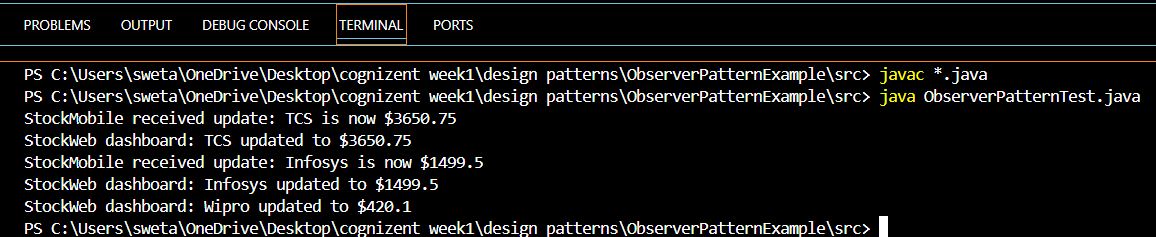 PROBLEMS OUTPUT DEBUG CONSOLE TERMINAL PORTS
PS C:\Users\sweta\OneDrive\Desktop\cognizent week1\design patterns\ObserverPatternExample\src> javac *.java
PS C:\Users\sweta\OneDrive\Desktop\cognizent week1\design patterns\ObserverPatternExample\src> java ObserverPatternTest.java
StockMobile received update: TCS is now $3650.75
StockWeb dashboard: TCS updated to $3650.75
StockMobile received update: Infosys is now $1499.5
StockWeb dashboard: Infosys updated to $1499.5
StockWeb dashboard: Wipro updated to $420.1
PS C:\Users\sweta\OneDrive\Desktop\cognizent week1\design patterns\ObserverPatternExample\src>